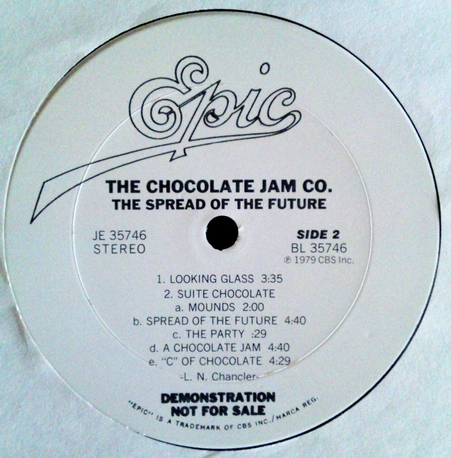 Epic
THE CHOCOLATE JAM CO.
THE SPREAD OF THE FUTURE
JE 35746
STEREO
SIDE 2
BL 35746
℗ 1979 CBS Inc.
1. LOOKING GLASS 3:35
2. SUITE CHOCOLATE
a. MOUNDS 2:00
b. SPREAD OF THE FUTURE 4:40
c. THE PARTY :29
d. A CHOCOLATE JAM 4:40
e. "C" OF CHOCOLATE 4:29
-L. N. Chancler-
DEMONSTRATION
NOT FOR SALE
"EPIC" IS A TRADEMARK OF CBS INC./MARCA REG.